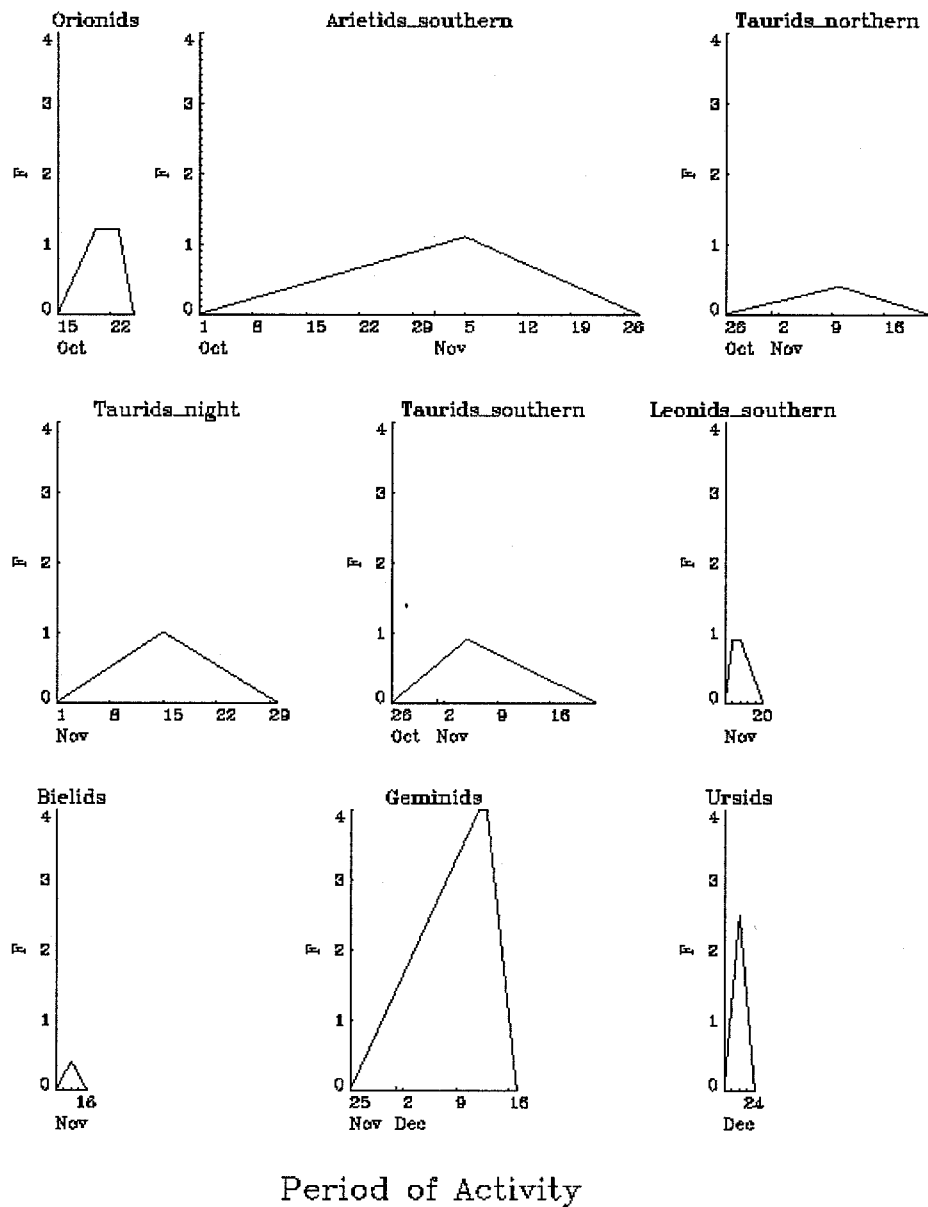 Orionids
Arietids_southern
Taurids_northern
4
3
F 2
1
0
15 22
Oct
4
3
F 2
1
0
1 8 15 22 29 5 12 19 26
Oct Nov
4
3
F 2
1
0
26 2 9 16
Oct Nov
Taurids_night
Taurids_southern
Leonids_southern
4
3
F 2
1
0
1 8 15 22 29
Nov
4
3
F 2
1
0
26 2 9 16
Oct Nov
4
3
F 2
1
0
20
Nov
Bielids
Geminids
Ursids
4
3
F 2
1
0
16
Nov
4
3
F 2
1
0
25 2 9 16
Nov Dec
4
3
F 2
1
0
24
Dec
Period of Activity